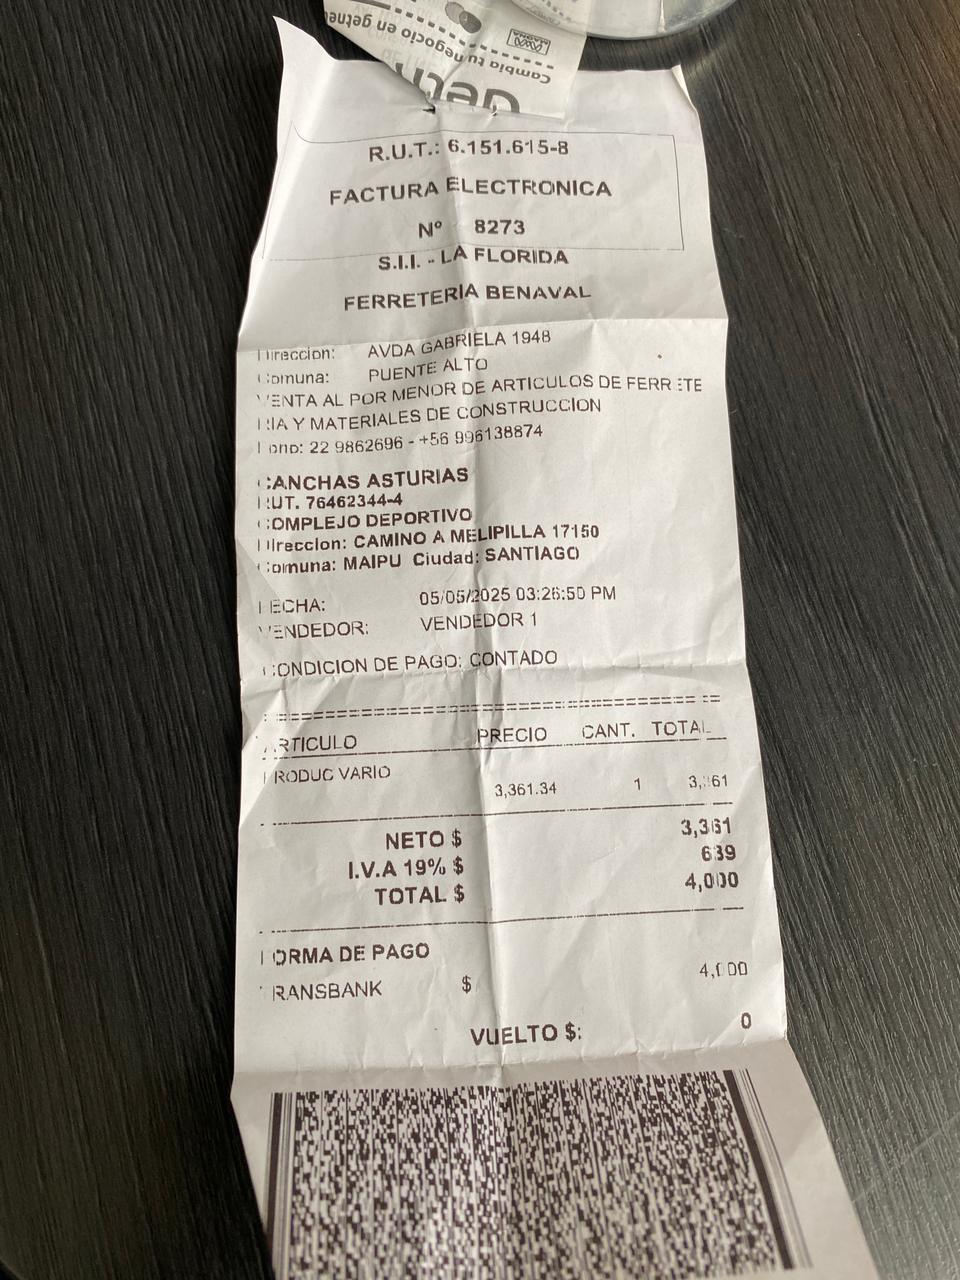 Cambia tu negocio en getne
R.U.T.: 6.151.615-8
FACTURA ELECTRONICA
Nº 8273
S.I.I. - LA FLORIDA
FERRETERIA BENAVAL
Direccion: AVDA GABRIELA 1948
Comuna: PUENTE ALTO
VENTA AL POR MENOR DE ARTICULOS DE FERRETE
RIA Y MATERIALES DE CONSTRUCCION
Fono: 22 9862696 - +56 996138874
CANCHAS ASTURIAS
RUT. 76462344-4
COMPLEJO DEPORTIVO
Direccion: CAMINO A MELIPILLA 17150
Comuna: MAIPU Ciudad: SANTIAGO
FECHA: 05/05/2025 03:26:50 PM
VENDEDOR: VENDEDOR 1
CONDICION DE PAGO: CONTADO
ARTICULO PRECIO CANT. TOTAL
PRODUC VARIO
3,361.34 1 3,361
NETO $ 3,361
I.V.A 19% $ 639
TOTAL $ 4,000
FORMA DE PAGO
TRANSBANK $ 4,000
VUELTO $: 0